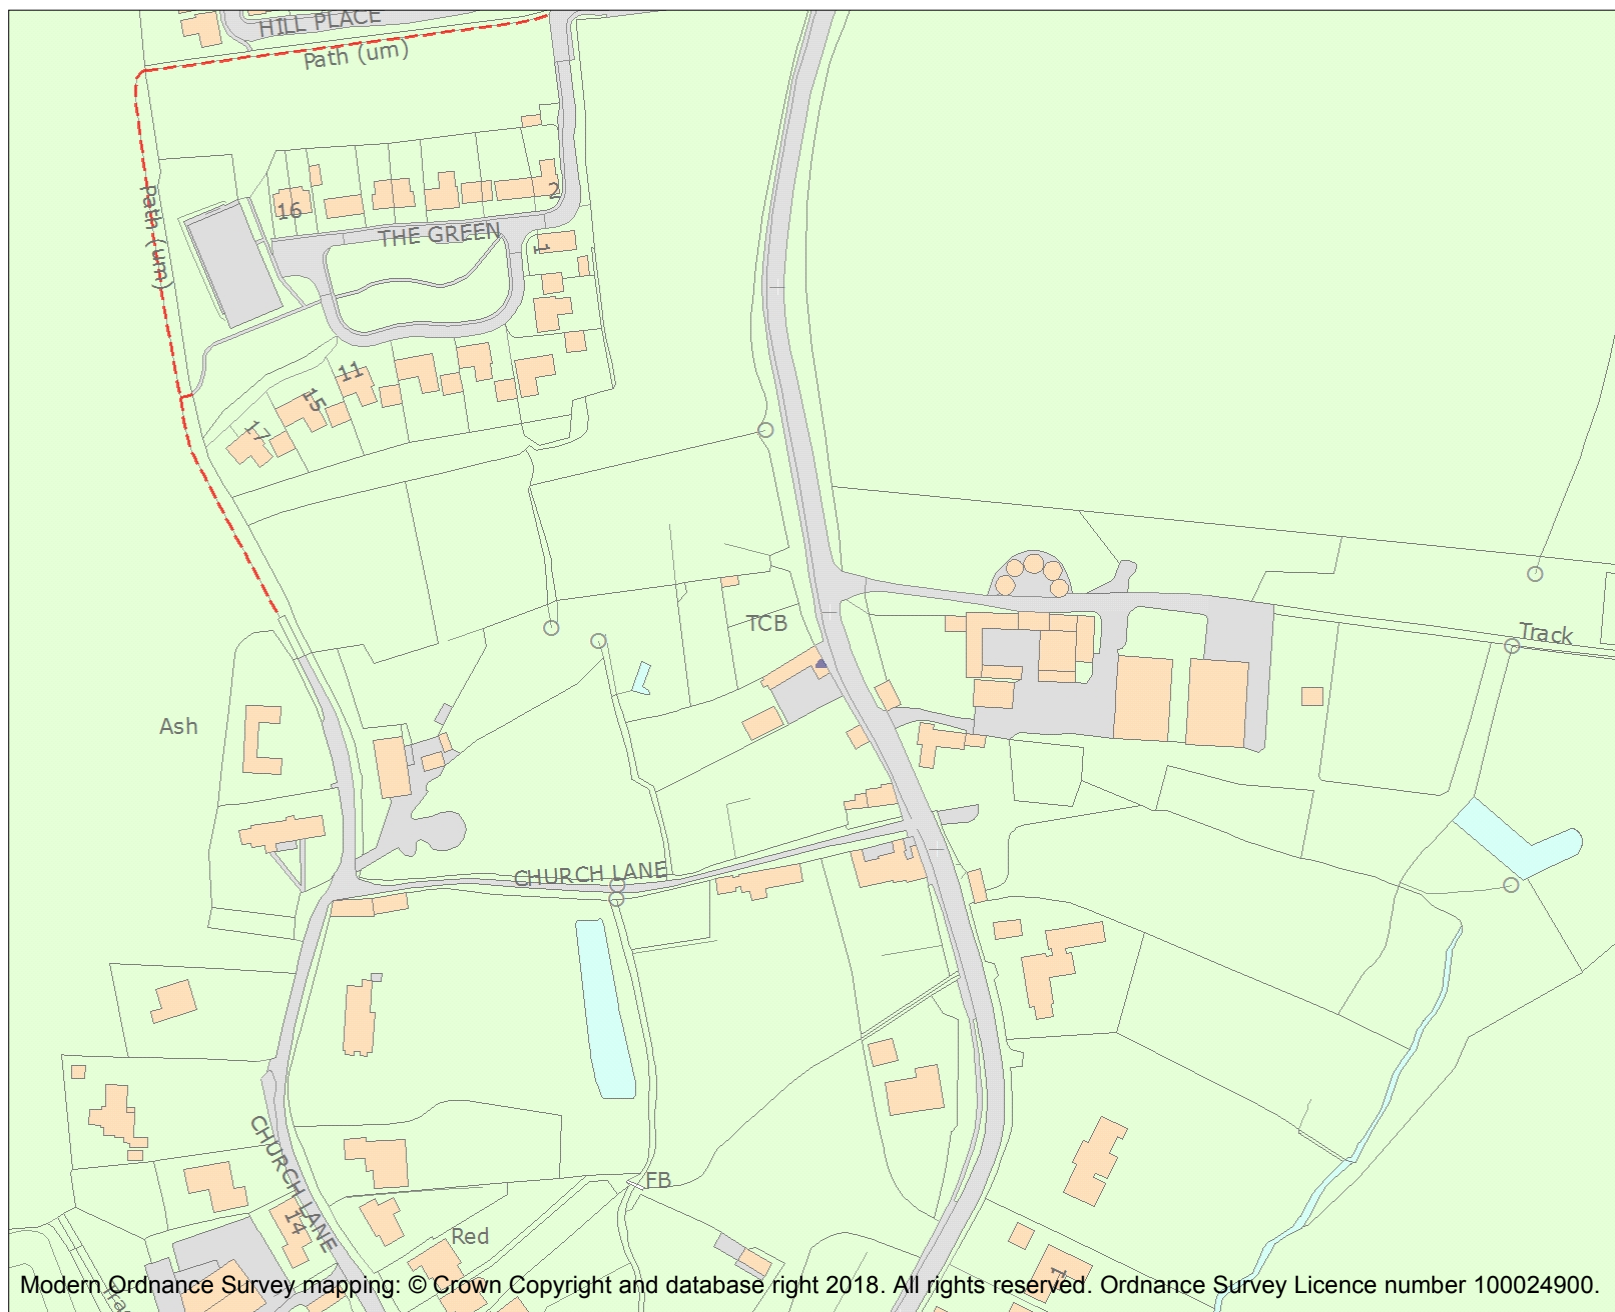 HILL PLACE
Path (um)
Path (um)
16
2
THE GREEN
1
11
15
17
TCB
Track
Ash
CHURCH LANE
CHURCH LANE
FB
14
Red
1
Modern Ordnance Survey mapping: © Crown Copyright and database right 2018. All rights reserved. Ordnance Survey Licence number 100024900.